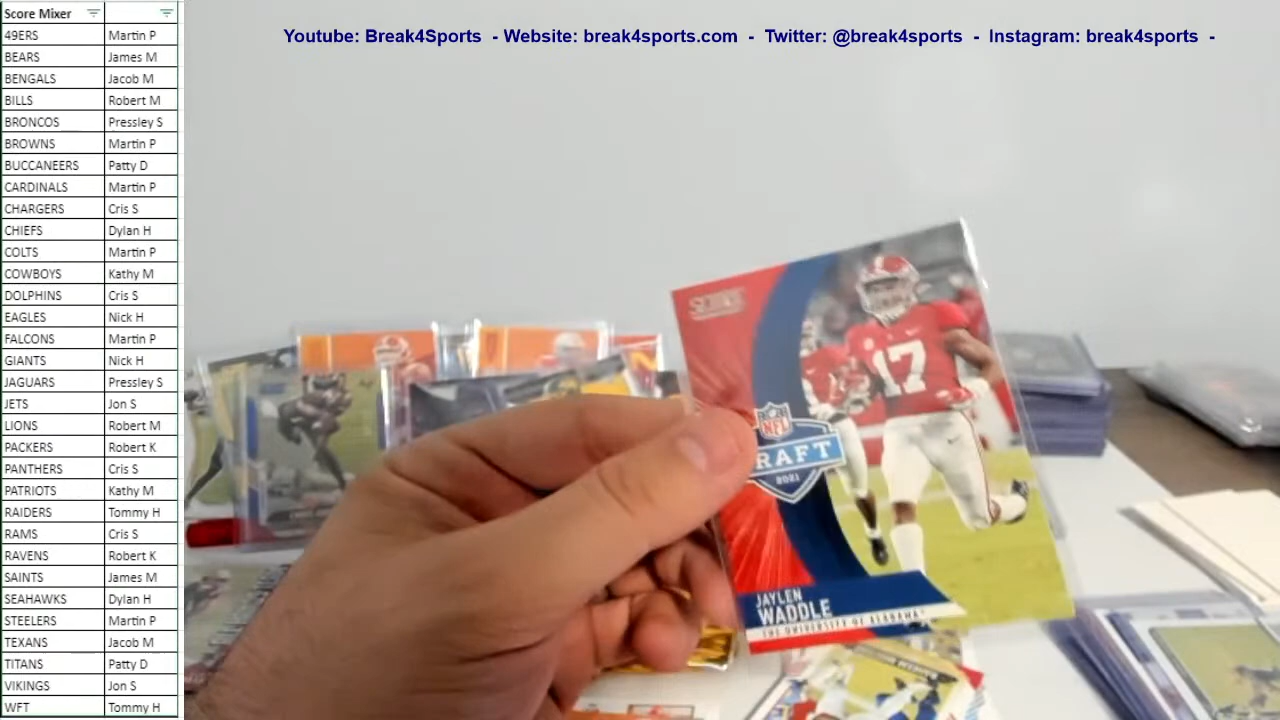 Score Mixer
49ERS Martin P
BEARS James M
BENGALS Jacob M
BILLS Robert M
BRONCOS Pressley S
BROWNS Martin P
BUCCANEERS Patty D
CARDINALS Martin P
CHARGERS Cris S
CHIEFS Dylan H
COLTS Martin P
COWBOYS Kathy M
DOLPHINS Cris S
EAGLES Nick H
FALCONS Martin P
GIANTS Nick H
JAGUARS Pressley S
JETS Jon S
LIONS Robert M
PACKERS Robert K
PANTHERS Cris S
PATRIOTS Kathy M
RAIDERS Tommy H
RAMS Cris S
RAVENS Robert K
SAINTS James M
SEAHAWKS Dylan H
STEELERS Martin P
TEXANS Jacob M
TITANS Patty D
VIKINGS Jon S
WFT Tommy H
Youtube: Break4Sports - Website: break4sports.com - Twitter: @break4sports - Instagram: break4sports -
SCORE
17
NFL
RAFT
2021
JAYLEN
WADDLE
THE UNIVERSITY OF ALABAMA